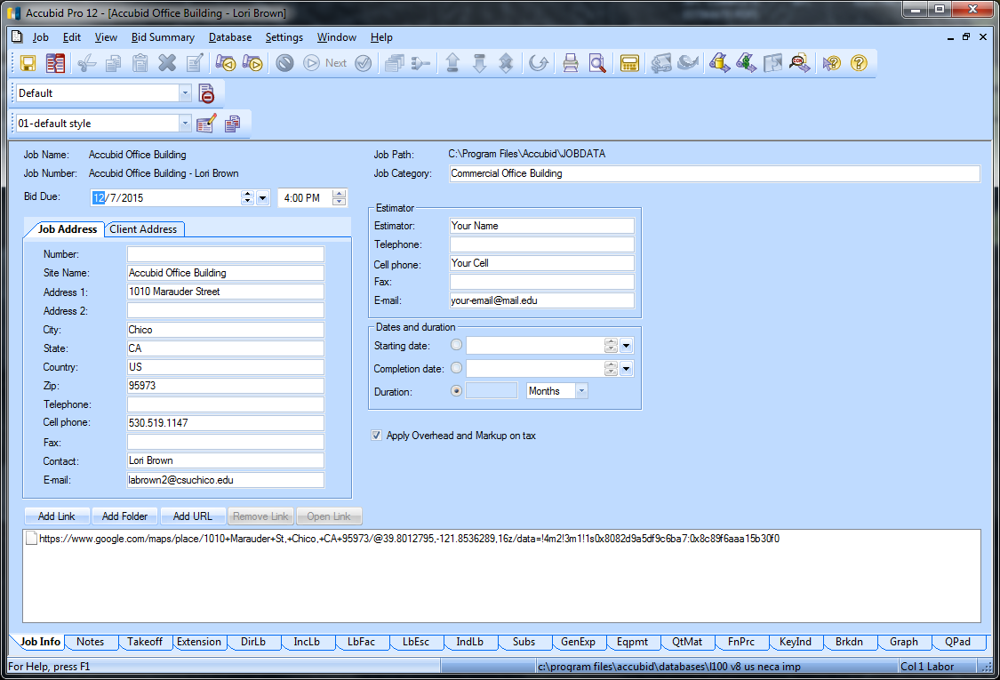 Accubid Pro 12 - [Accubid Office Building - Lori Brown]
Job Edit View Bid Summary Database Settings Window Help
Next
Default
01-default style
Job Name: Accubid Office Building
Job Number: Accubid Office Building - Lori Brown
Bid Due: 12/7/2015 4:00 PM
Job Path: C:\Program Files\Accubid\JOBDATA
Job Category: Commercial Office Building
Job Address Client Address
Number:
Site Name: Accubid Office Building
Address 1: 1010 Marauder Street
Address 2:
City: Chico
State: CA
Country: US
Zip: 95973
Telephone:
Cell phone: 530.519.1147
Fax:
Contact: Lori Brown
E-mail: labrown2@csuchico.edu
Estimator
Estimator: Your Name
Telephone:
Cell phone: Your Cell
Fax:
E-mail: your-email@mail.edu
Dates and duration
Starting date:
Completion date:
Duration: Months
Apply Overhead and Markup on tax
Add Link Add Folder Add URL Remove Link Open Link
https://www.google.com/maps/place/1010+Marauder+St,+Chico,+CA+95973/@39.8012795,-121.8536289,16z/data=!4m2!3m1!1s0x8082d9a5df9c6ba7:0x8c89f6aaa15b30f0
Job Info Notes Takeoff Extension DirLb IncLb LbFac LbEsc IndLb Subs GenExp Eqpmt QtMat FnPrc KeyInd Brkdn Graph QPad
For Help, press F1 c:\program files\accubid\databases\l100 v8 us neca imp Col 1 Labor